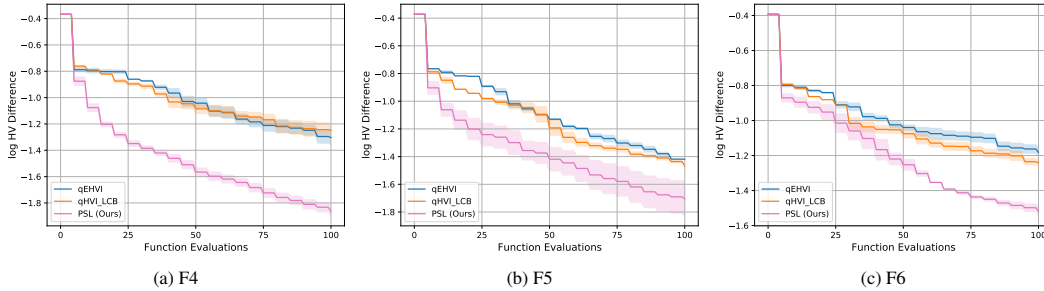 log HV Difference
−0.4
−0.6
−0.8
−1.0
−1.2
−1.4
−1.6
−1.8
qEHVI
qHVI_LCB
PSL (Ours)
0
25
50
75
100
Function Evaluations
(a) F4
log HV Difference
−0.4
−0.6
−0.8
−1.0
−1.2
−1.4
−1.6
−1.8
qEHVI
qHVI_LCB
PSL (Ours)
0
25
50
75
100
Function Evaluations
(b) F5
log HV Difference
−0.4
−0.6
−0.8
−1.0
−1.2
−1.4
−1.6
qEHVI
qHVI_LCB
PSL (Ours)
0
25
50
75
100
Function Evaluations
(c) F6